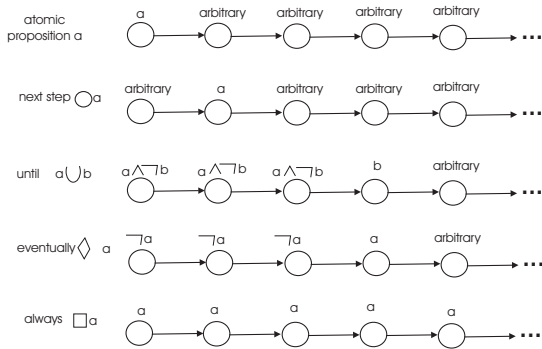 atomic proposition a
a arbitrary arbitrary arbitrary arbitrary ...
next step ○a
arbitrary a arbitrary arbitrary arbitrary ...
until a∪b
a∧¬b a∧¬b a∧¬b b arbitrary ...
eventually◇ a
¬a ¬a ¬a a arbitrary ...
always □a
a a a a a ...